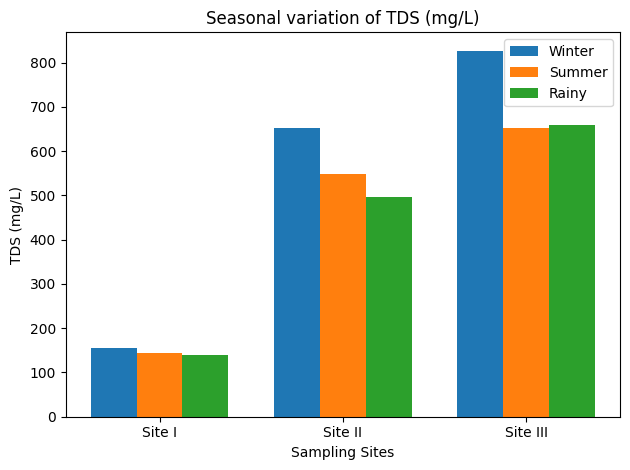 Seasonal variation of TDS (mg/L)
Winter
Summer
Rainy
TDS (mg/L)
800
700
600
500
400
300
200
100
0
Site I
Site II
Site III
Sampling Sites